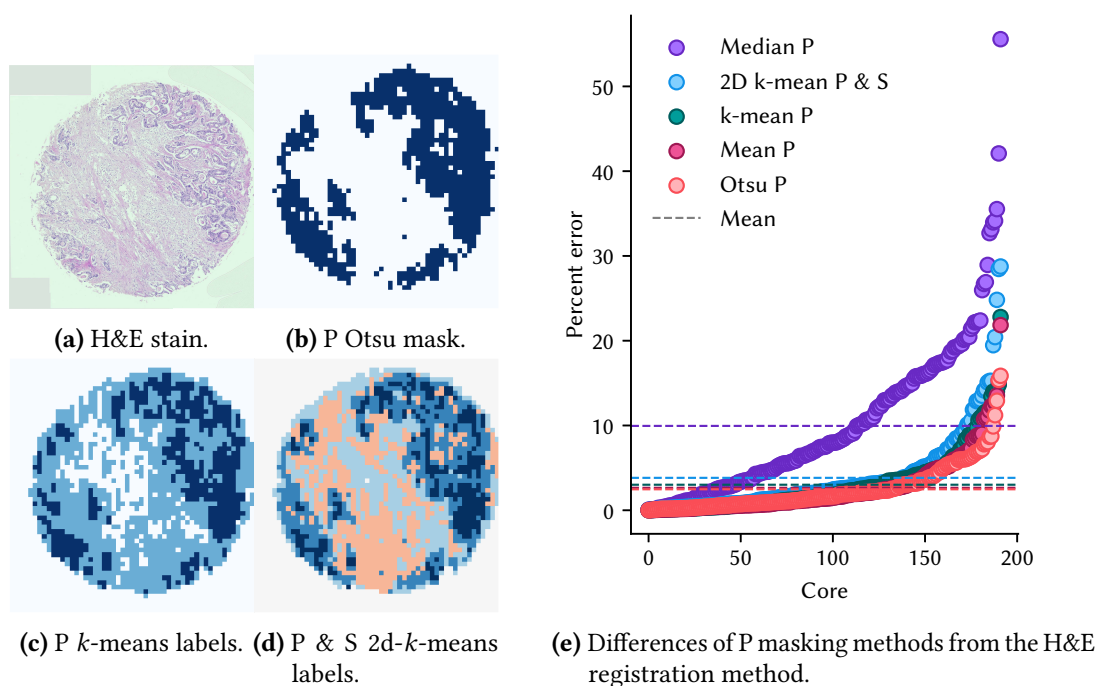 (a) H&E stain.
(b) P Otsu mask.
(c) P k-means labels.
(d) P & S 2d-k-means
labels.
Percent error
50
40
30
20
10
0
Median P
2D k-mean P & S
k-mean P
Mean P
Otsu P
Mean
0
50
100
150
200
Core
(e) Differences of P masking methods from the H&E
registration method.